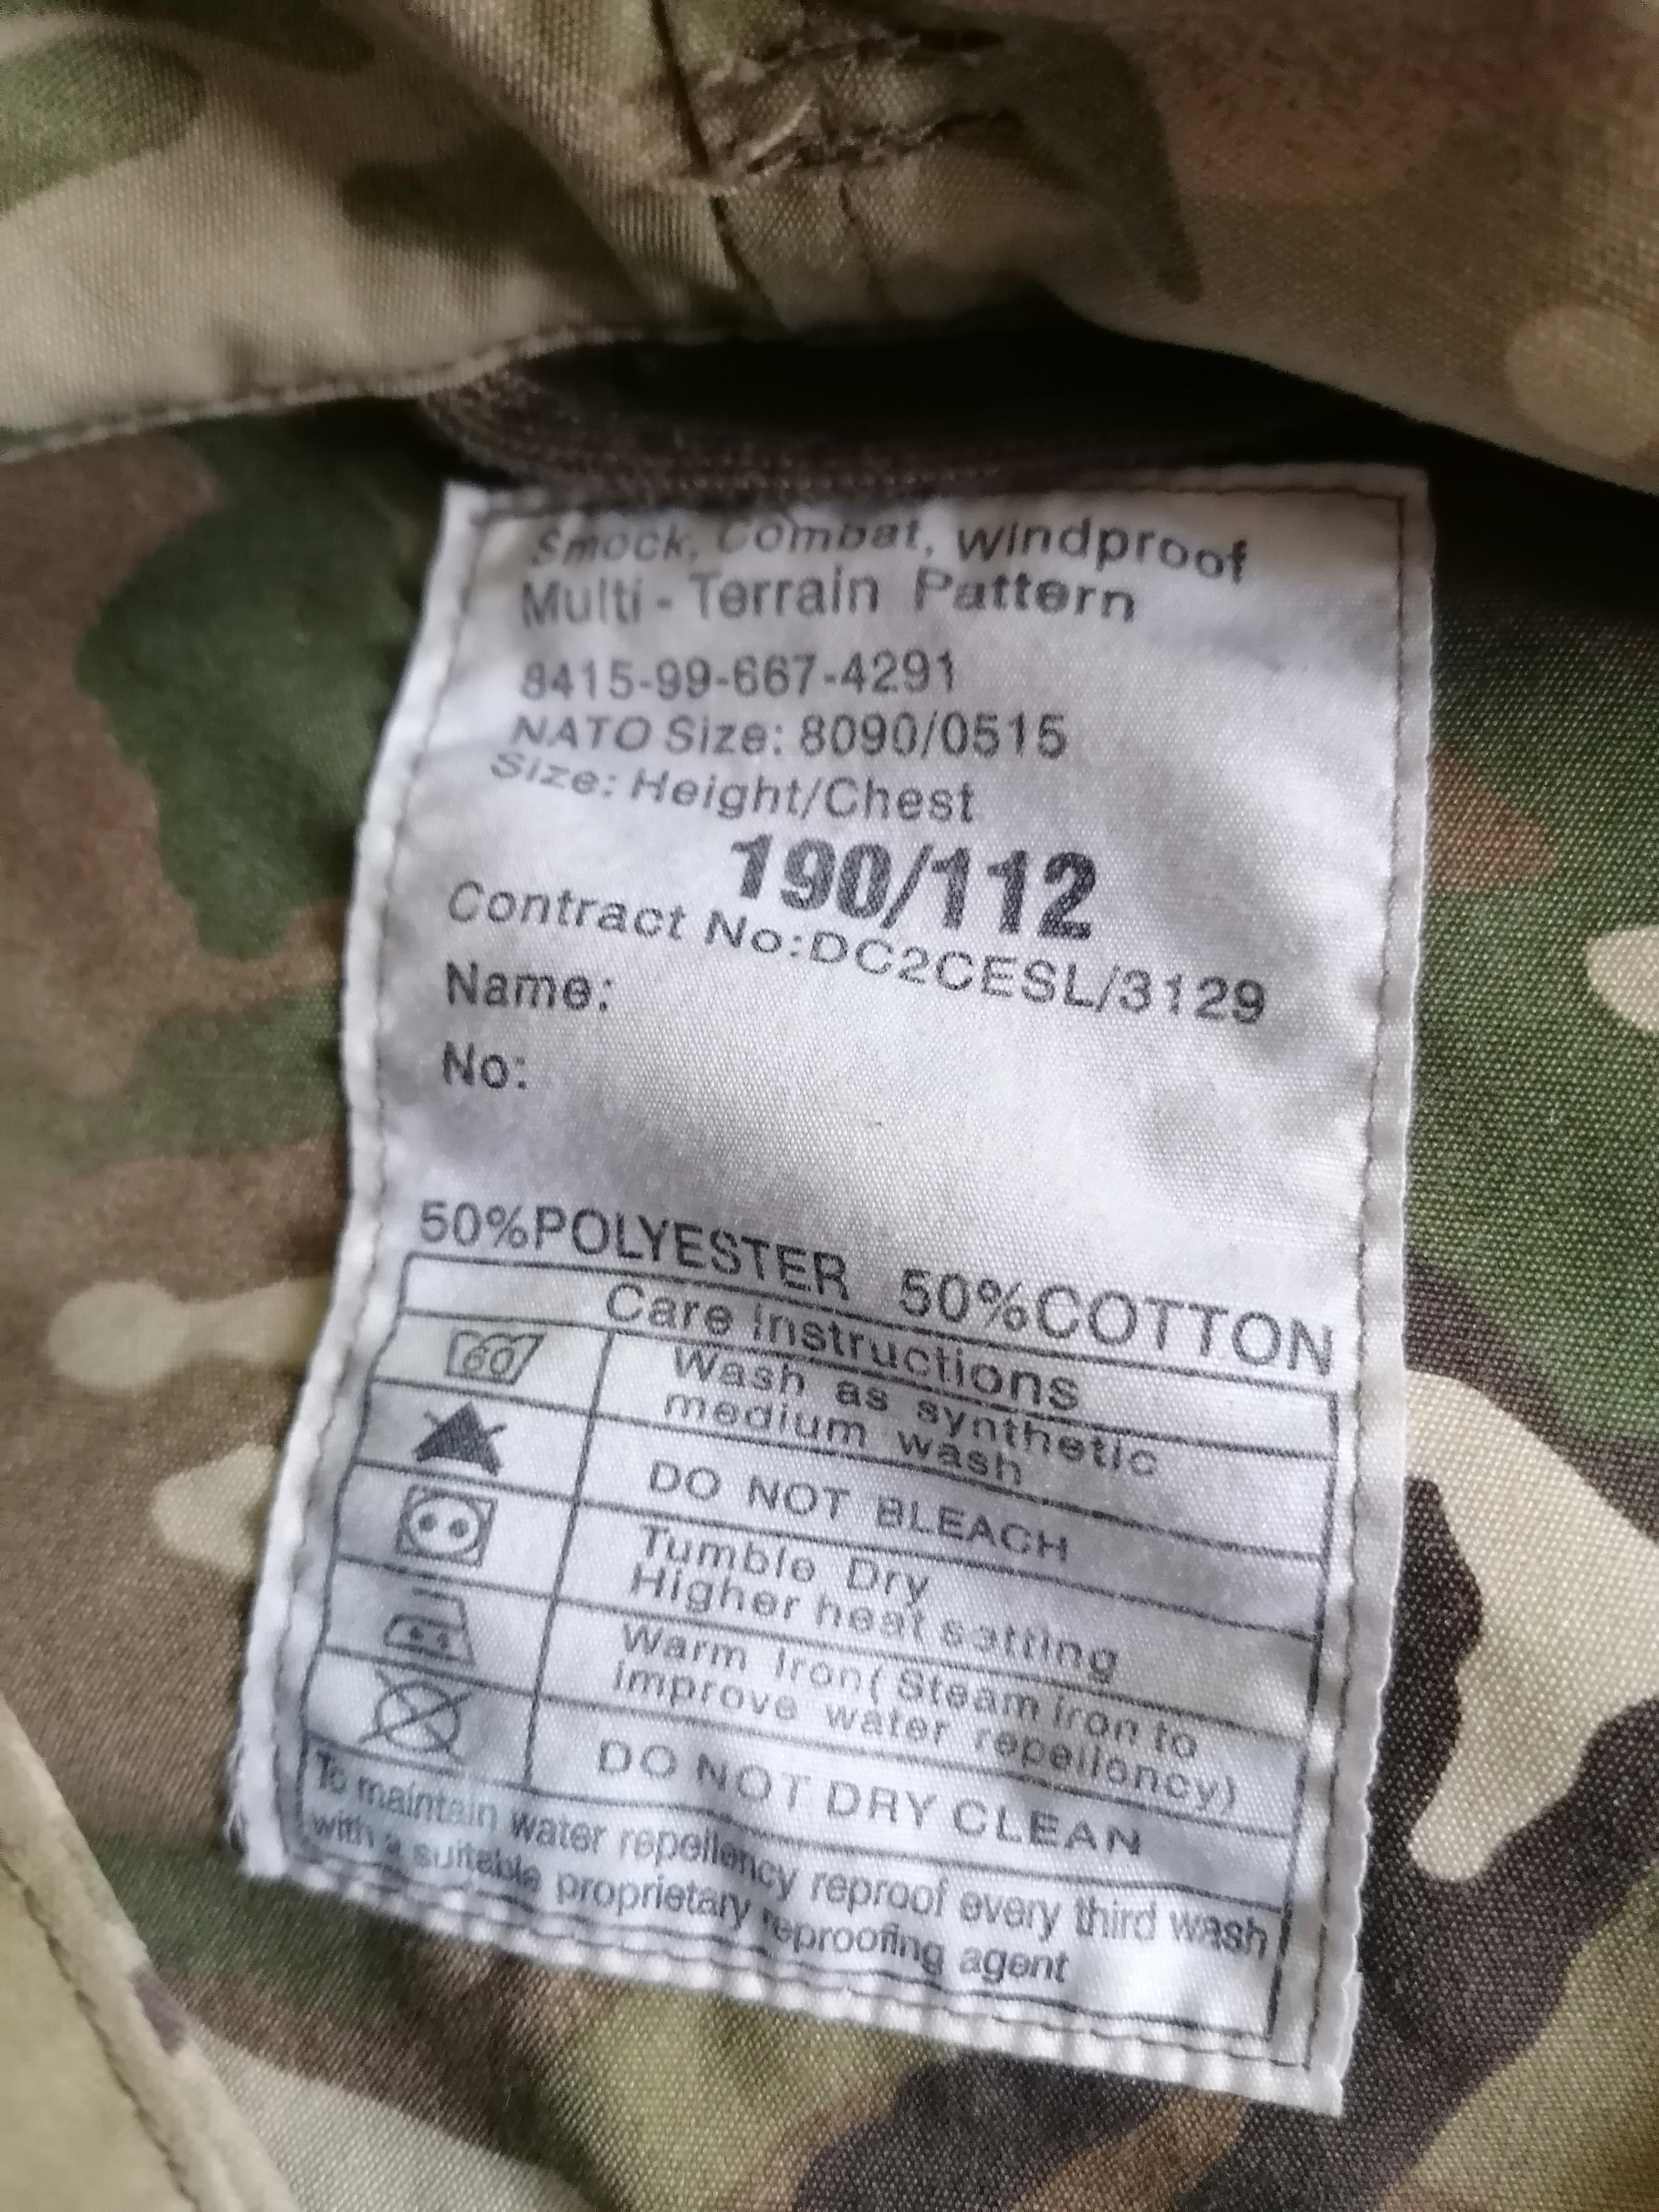 Smock, Combat, windproof
Multi - Terrain Pattern
8415-99-667-4291
NATO Size: 8090/0515
Size: Height/Chest
190/112
Contract No:DC2CESL/3129
Name:
No:
50%POLYESTER 50%COTTON
Care instructions
60
Wash as synthetic
medium wash
DO NOT BLEACH
Tumble Dry
Higher heat setting
Warm Iron(Steam iron to
improve water repellency)
DO NOT DRY CLEAN
To maintain water repellency reproof every third wash
with a suitable proprietary reproofing agent